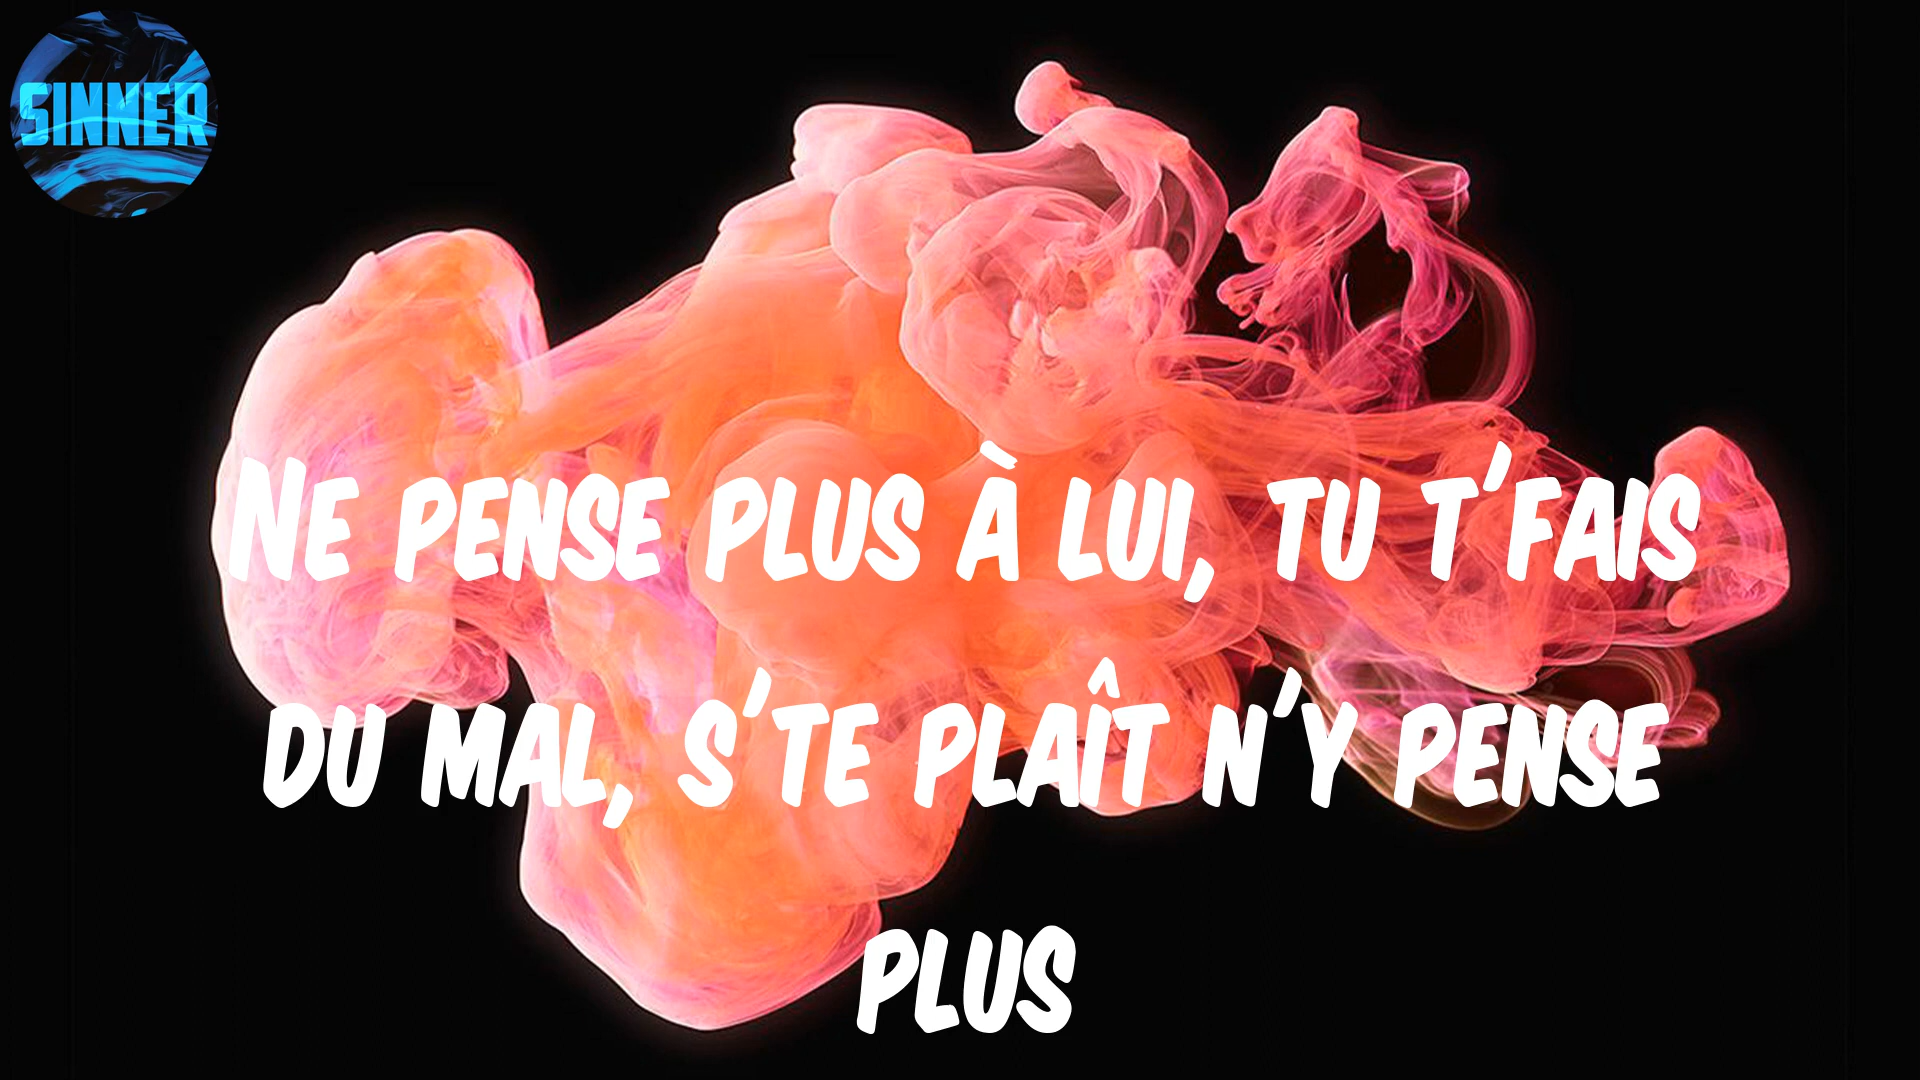 SINNER
Ne pense plus à lui, tu t'fais
du mal, s'te plaît n'y pense
plus